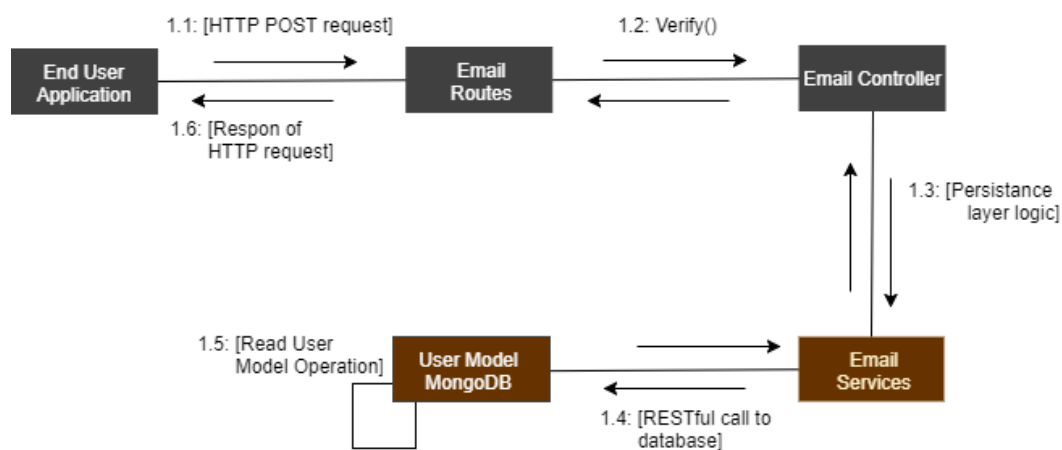 1.1: [HTTP POST request]
1.2: Verify()
End User
Application
Email
Routes
Email Controller
1.6: [Respon of
HTTP request]
1.3: [Persistance
layer logic]
1.5: [Read User
Model Operation]
User Model
MongoDB
Email
Services
1.4: [RESTful call to
database]